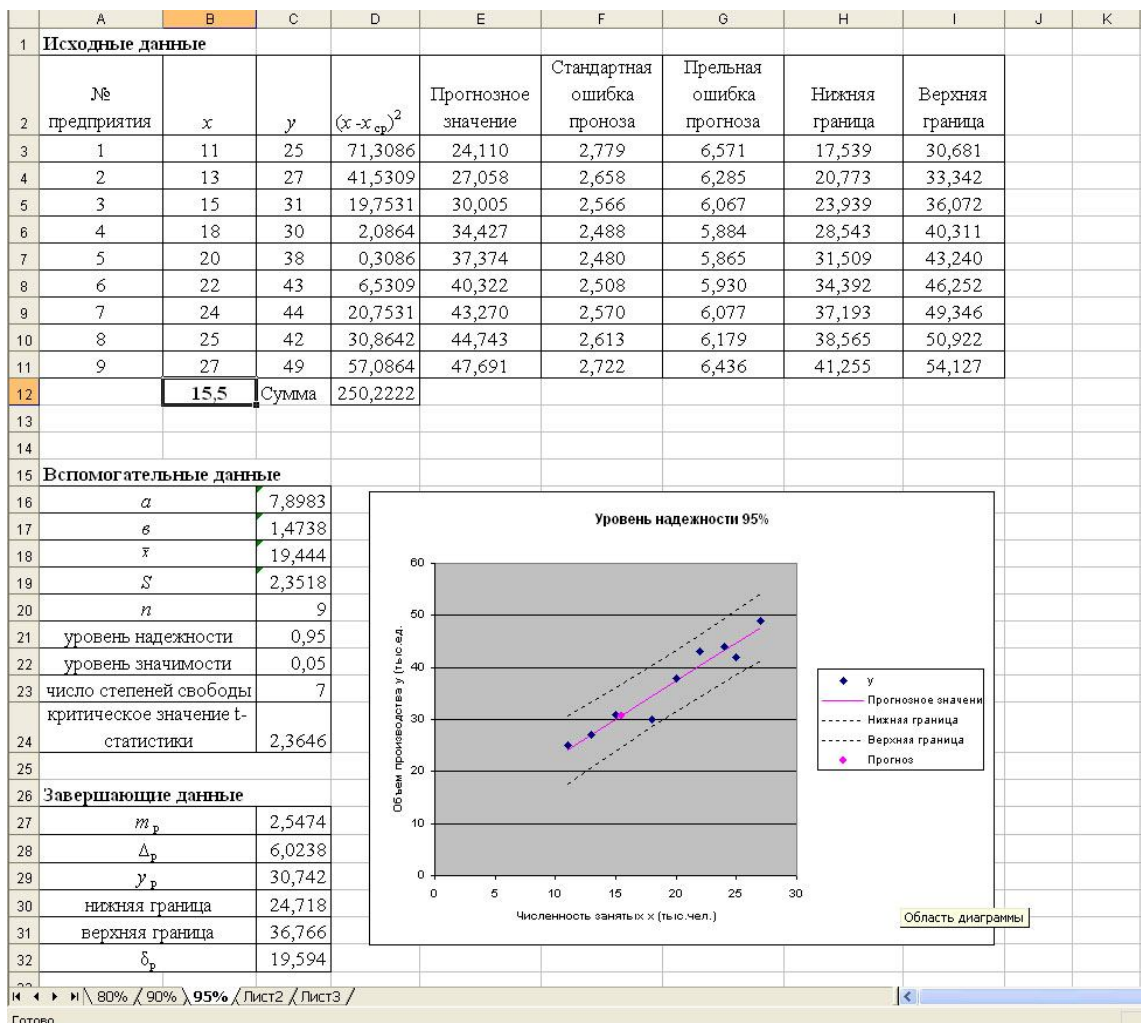 A B C D E F G H I J K
1 Исходные данные
Стандартная Прельная
№ Прогнозное ошибка ошибка Нижняя Верхняя
2 предприятия x y (x -x ср)2 значение проноза прогноза граница граница
3 1 11 25 71,3086 24,110 2,779 6,571 17,539 30,681
4 2 13 27 41,5309 27,058 2,658 6,285 20,773 33,342
5 3 15 31 19,7531 30,005 2,566 6,067 23,939 36,072
6 4 18 30 2,0864 34,427 2,488 5,884 28,543 40,311
7 5 20 38 0,3086 37,374 2,480 5,865 31,509 43,240
8 6 22 43 6,5309 40,322 2,508 5,930 34,392 46,252
9 7 24 44 20,7531 43,270 2,570 6,077 37,193 49,346
10 8 25 42 30,8642 44,743 2,613 6,179 38,565 50,922
11 9 27 49 57,0864 47,691 2,722 6,436 41,255 54,127
12 15,5 Сумма 250,2222
13
14
15 Вспомогательные данные
16 а 7,8983
17 в 1,4738
18 x̄ 19,444
19 S 2,3518
20 n 9
21 уровень надежности 0,95
22 уровень значимости 0,05
23 число степеней свободы 7
критическое значение t-
24 статистики 2,3646
25
26 Завершающие данные
27 m р 2,5474
28 Δр 6,0238
29 y р 30,742
30 нижняя граница 24,718
31 верхняя граница 36,766
32 δр 19,594
Уровень надежности 95%
Объем производства y (тыс.ед.
60
50
40
30
20
10
0
0 5 10 15 20 25 30
Численность занятых x (тыс.чел.)
y
Прогнозное значени
Нижняя граница
Верхняя граница
Прогноз
Область диаграммы
80% 90% 95% Лист2 Лист3
Готово